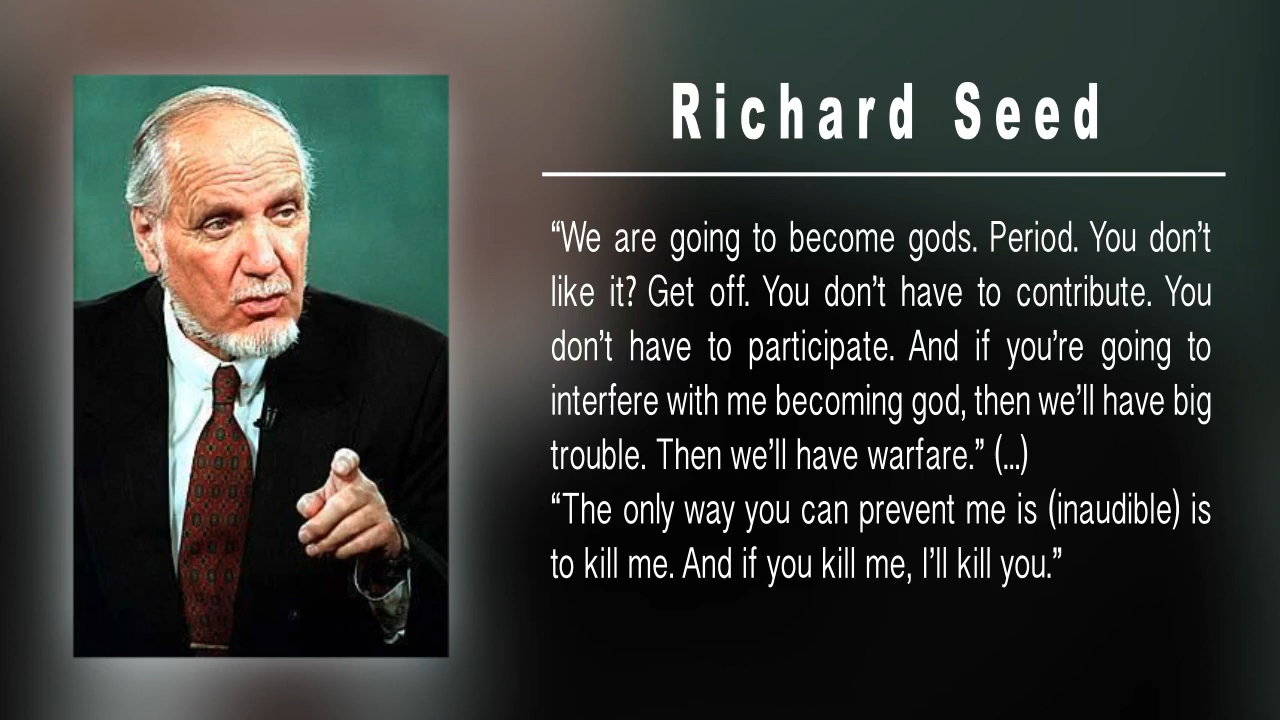 Richard Seed
“We are going to become gods. Period. You don’t
like it? Get off. You don’t have to contribute. You
don’t have to participate. And if you’re going to
interfere with me becoming god, then we’ll have big
trouble. Then we’ll have warfare.” (...)
“The only way you can prevent me is (inaudible) is
to kill me. And if you kill me, I’ll kill you.”